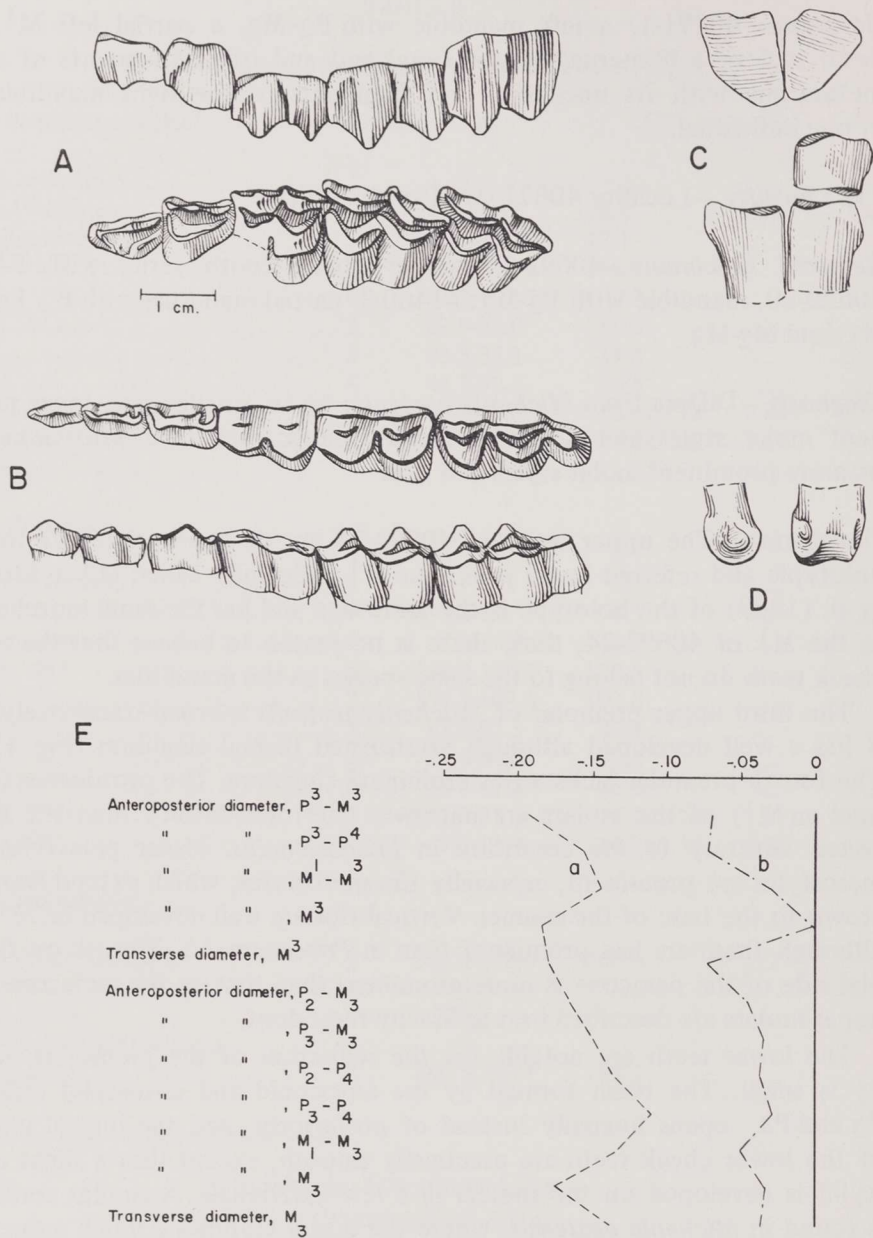 A
C
1 cm.
B
D
E
-.25 -.20 -.15 -.10 -.05 0
a b
Anteroposterior diameter, P³ - M³
" " , P³ - P⁴
" " , M¹ - M³
" " , M³
Transverse diameter, M³
Anteroposterior diameter, P₂ - M₃
" " , P₃ - M₃
" " , P₂ - P₄
" " , P₃ - P₄
" " , M₁ - M₃
" " , M₃
Transverse diameter, M₃